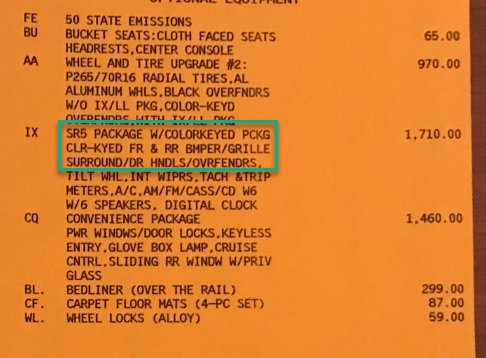 OPTIONAL EQUIPMENT
FE 50 STATE EMISSIONS
BU BUCKET SEATS:CLOTH FACED SEATS 65.00
HEADRESTS,CENTER CONSOLE
AA WHEEL AND TIRE UPGRADE #2: 970.00
P265/70R16 RADIAL TIRES,AL
ALUMINUM WHLS,BLACK OVERFNDRS
W/O IX/LL PKG,COLOR-KEYD
OVERFNDRS WITH IX/LL PKG
IX SR5 PACKAGE W/COLORKEYED PCKG 1,710.00
CLR-KYED FR & RR BMPER/GRILLE
SURROUND/DR HNDLS/OVRFENDRS,
TILT WHL,INT WIPRS,TACH &TRIP
METERS,A/C,AM/FM/CASS/CD W6
W/6 SPEAKERS, DIGITAL CLOCK
CQ CONVENIENCE PACKAGE 1,460.00
PWR WINDWS/DOOR LOCKS,KEYLESS
ENTRY,GLOVE BOX LAMP,CRUISE
CNTRL,SLIDING RR WINDW W/PRIV
GLASS
BL. BEDLINER (OVER THE RAIL) 299.00
CF. CARPET FLOOR MATS (4-PC SET) 87.00
WL. WHEEL LOCKS (ALLOY) 59.00